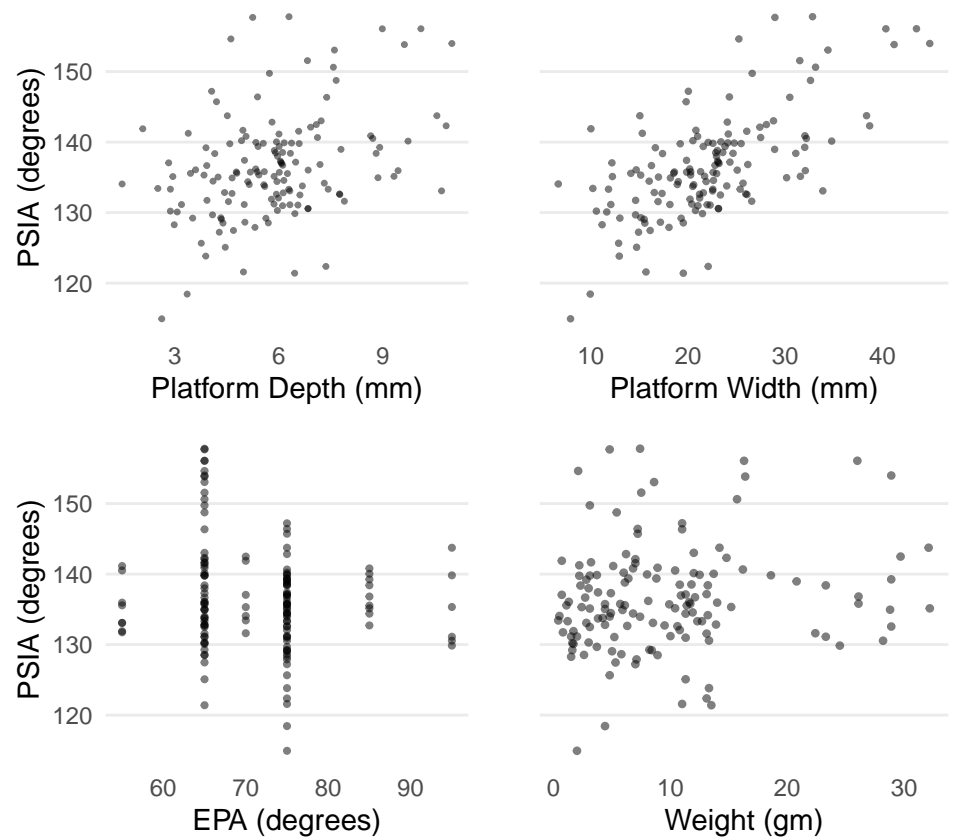 PSIA (degrees)
150
140
130
120
3 6 9
10 20 30 40
Platform Depth (mm)
Platform Width (mm)
PSIA (degrees)
150
140
130
120
60 70 80 90
0 10 20 30
EPA (degrees)
Weight (gm)